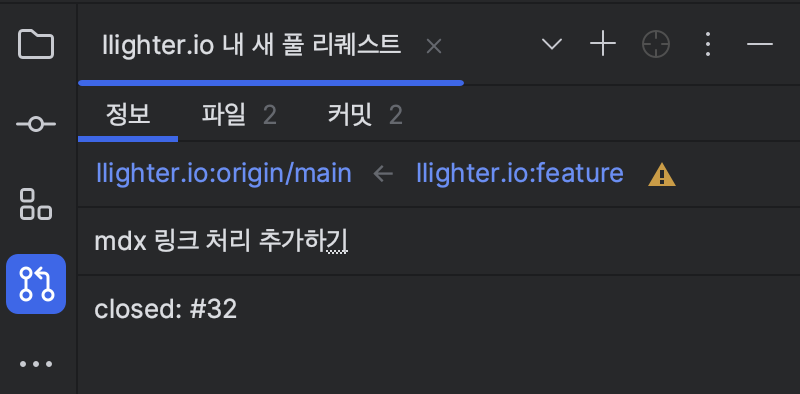 llighter.io 내 새 풀 리퀘스트
정보 파일 2 커밋 2
llighter.io:origin/main ← llighter.io:feature
mdx 링크 처리 추가하기
closed: #32